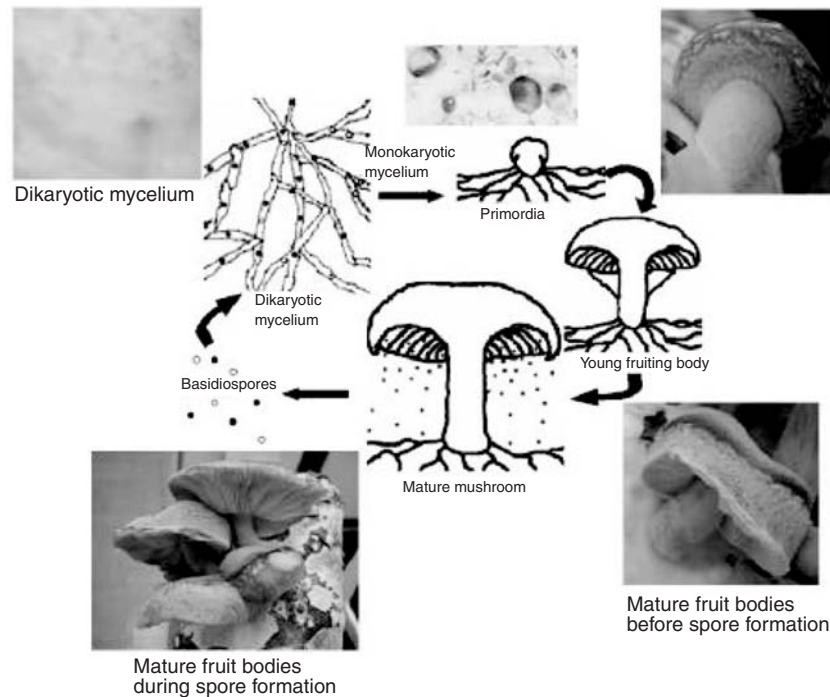 Dikaryotic mycelium
Monokaryotic
mycelium
Primordia
Dikaryotic
mycelium
Young fruiting body
Basidiospores
Mature mushroom
Mature fruit bodies
before spore formation
Mature fruit bodies
during spore formation